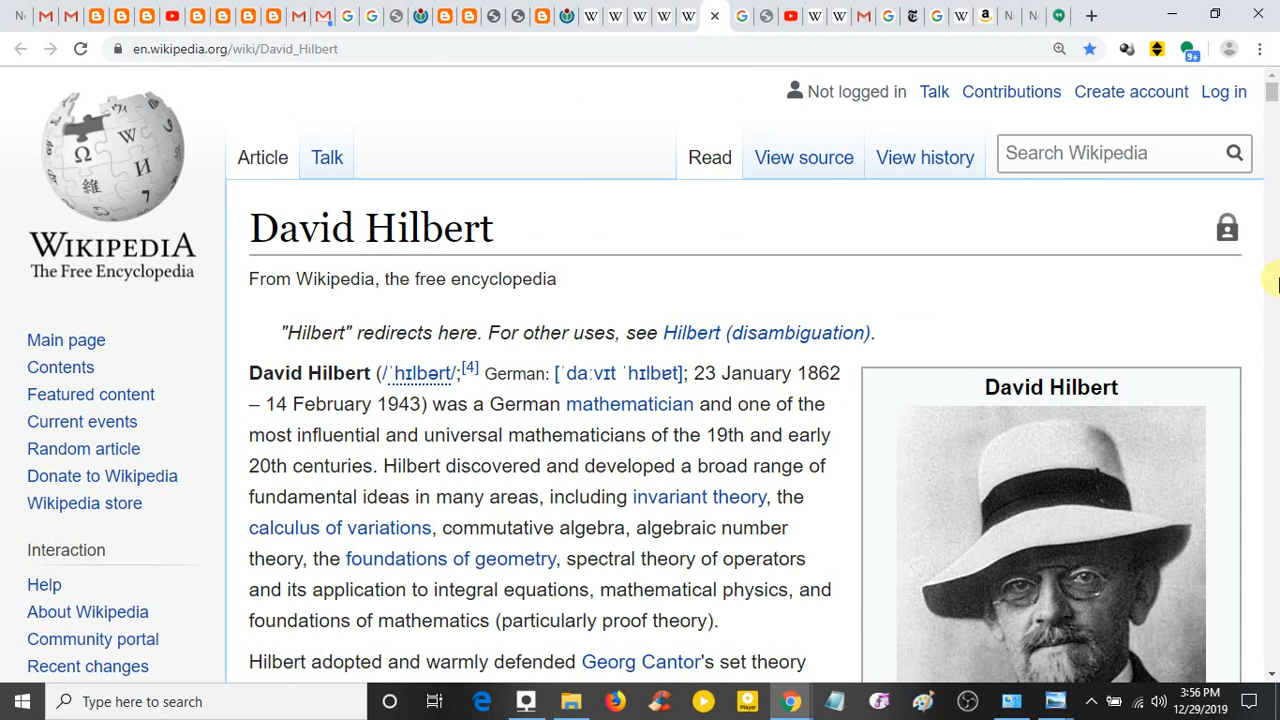 en.wikipedia.org/wiki/David_Hilbert
9+
Not logged in Talk Contributions Create account Log in
Article Talk Read View source View history Search Wikipedia
Ω W И 維 7
WIKIPEDIA
The Free Encyclopedia
Main page
Contents
Featured content
Current events
Random article
Donate to Wikipedia
Wikipedia store
Interaction
Help
About Wikipedia
Community portal
Recent changes
David Hilbert
From Wikipedia, the free encyclopedia
"Hilbert" redirects here. For other uses, see Hilbert (disambiguation).
David Hilbert (/ˈhɪlbərt/;[4] German: [ˈdaːvɪt ˈhɪlbɐt]; 23 January 1862
– 14 February 1943) was a German mathematician and one of the
most influential and universal mathematicians of the 19th and early
20th centuries. Hilbert discovered and developed a broad range of
fundamental ideas in many areas, including invariant theory, the
calculus of variations, commutative algebra, algebraic number
theory, the foundations of geometry, spectral theory of operators
and its application to integral equations, mathematical physics, and
foundations of mathematics (particularly proof theory).
Hilbert adopted and warmly defended Georg Cantor's set theory
David Hilbert
Type here to search
Player
3:56 PM
12/29/2019